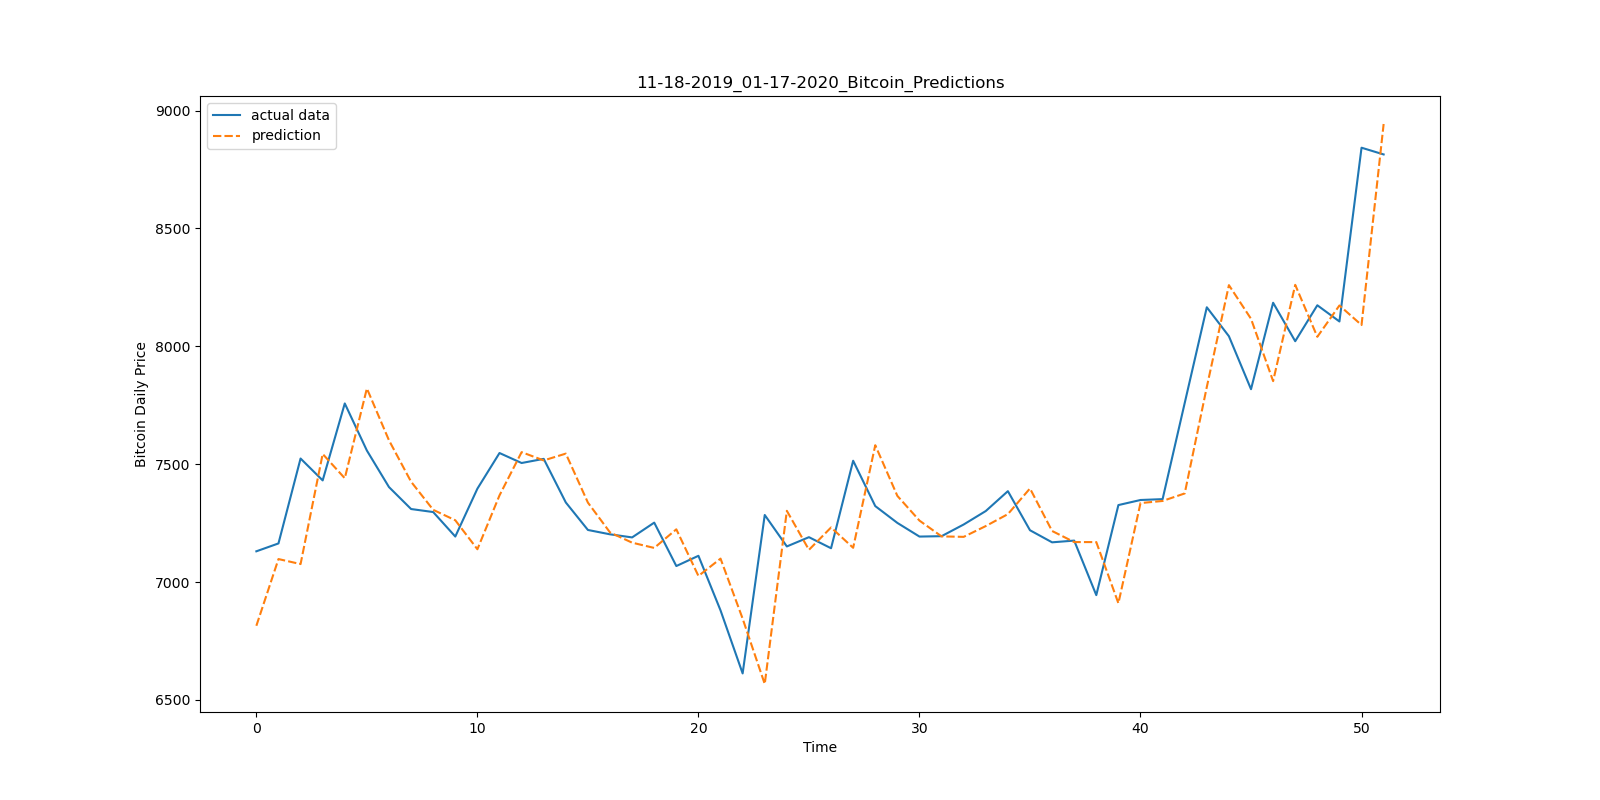 11-18-2019_01-17-2020_Bitcoin_Predictions
actual data
prediction
Bitcoin Daily Price
9000
8500
8000
7500
7000
6500
0 10 20 30 40 50
Time